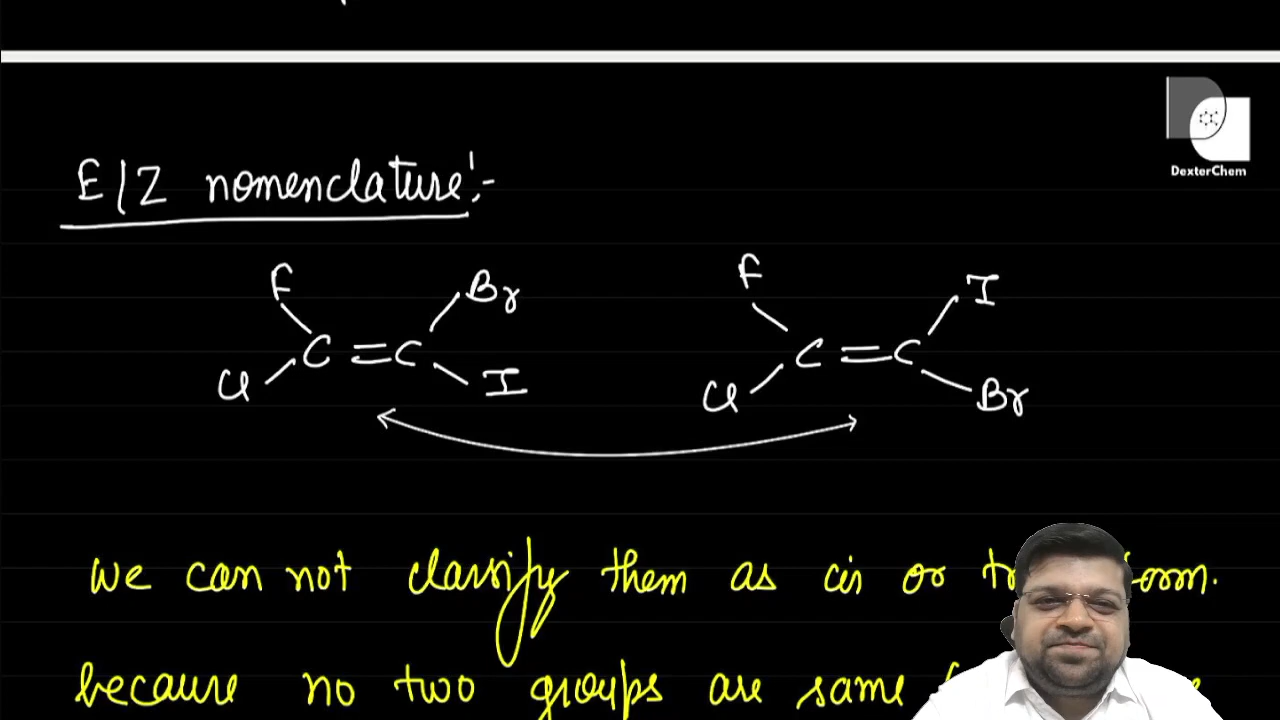 DexterChem
E/Z nomenclature:-
F Br F I
C = C C = C
Cl I Cl Br
we can not classify them as cis or form.
because no two groups are same